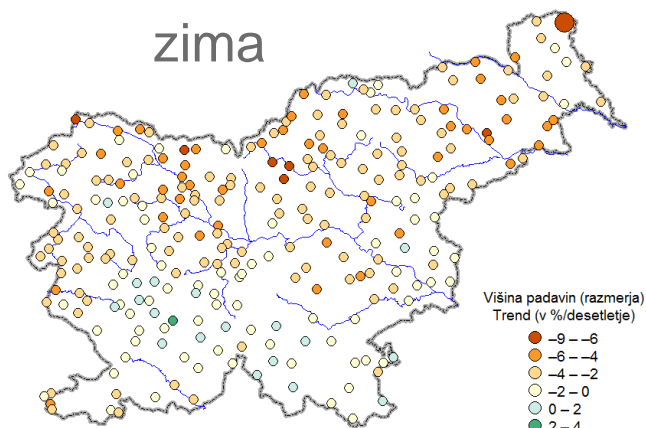 zima
Višina padavin (razmerja)
Trend (v %/desetletje)
–9 – –6
–6 – –4
–4 – –2
–2 – 0
0 – 2
2 – 4